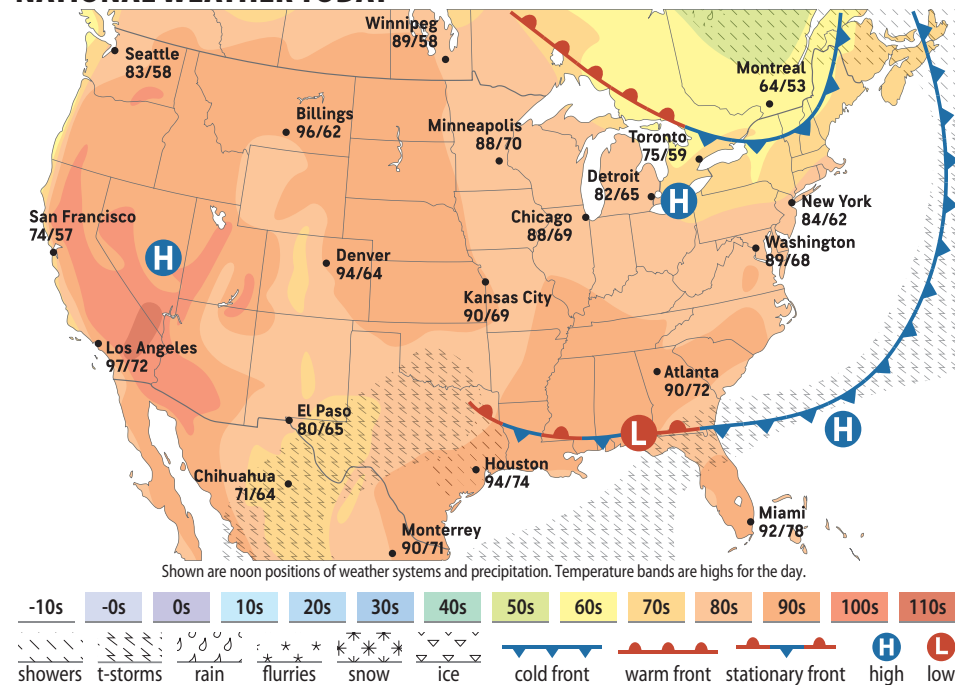 NATIONAL WEATHER TODAY
Winnipeg
89/58
Seattle
83/58
Montreal
64/53
Billings
96/62
Minneapolis
88/70
Toronto
75/59
Detroit
82/65
H
New York
84/62
San Francisco
74/57
Chicago
88/69
Washington
89/68
H
Denver
94/64
Kansas City
90/69
Los Angeles
97/72
Atlanta
90/72
El Paso
80/65
L
H
Houston
94/74
Chihuahua
71/64
Miami
92/78
Monterrey
90/71
Shown are noon positions of weather systems and precipitation. Temperature bands are highs for the day.
-10s -0s 0s 10s 20s 30s 40s 50s 60s 70s 80s 90s 100s 110s
H L
showers t-storms rain flurries snow ice cold front warm front stationary front high low